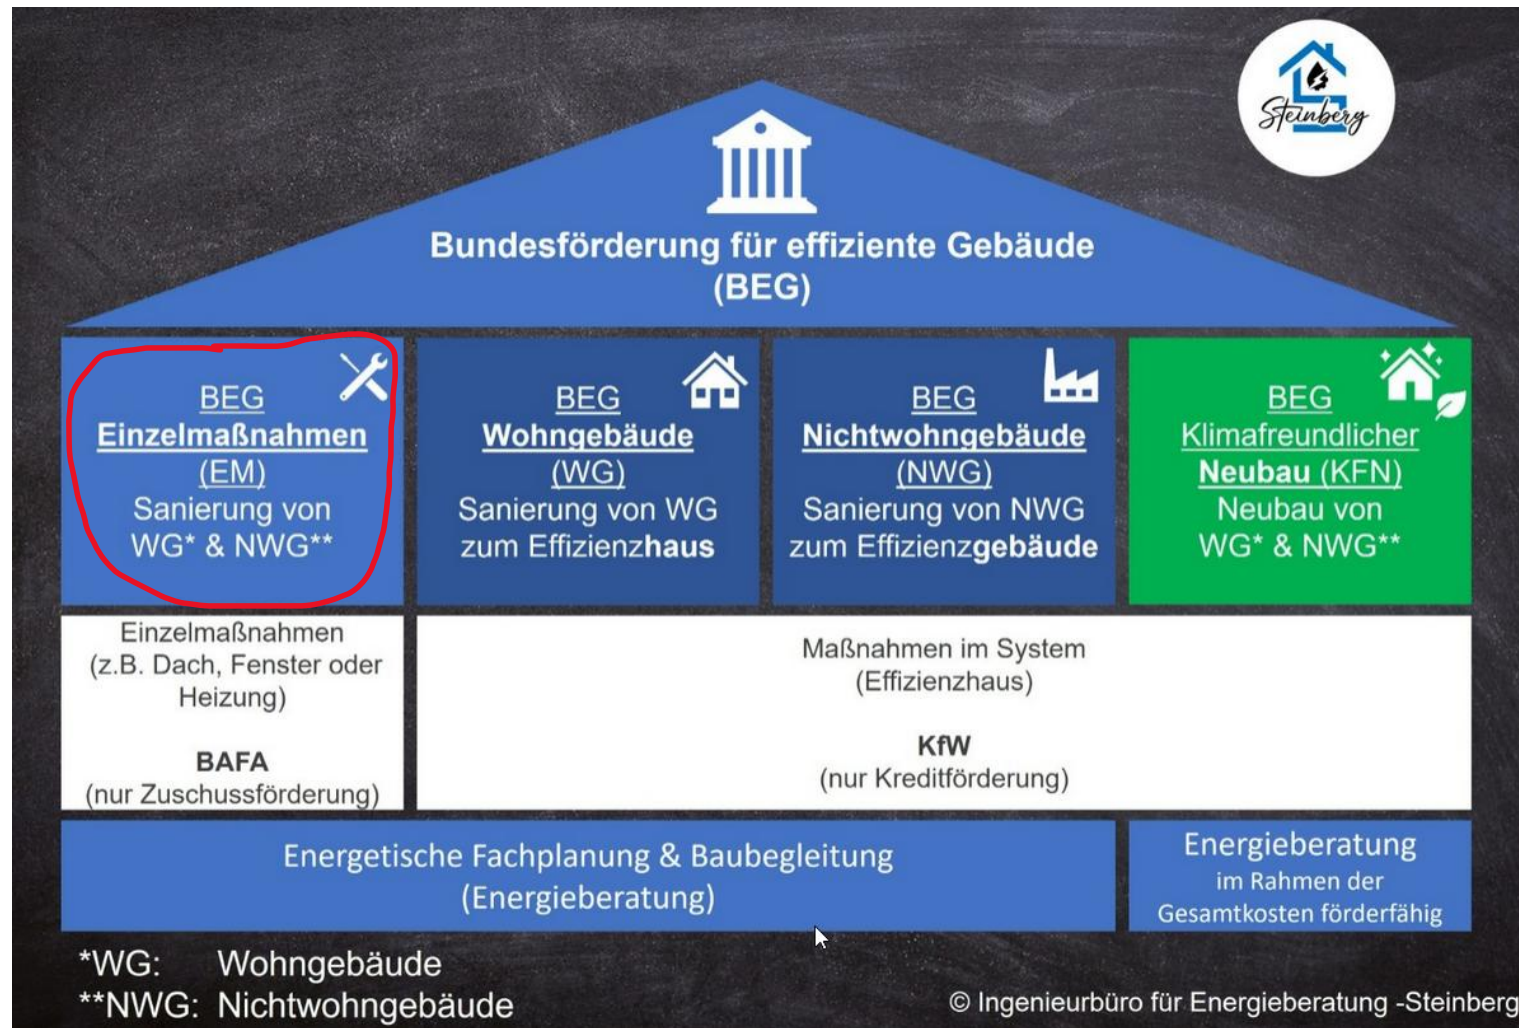 Steinberg
Bundesförderung für effiziente Gebäude
(BEG)
BEG
Einzelmaßnahmen
(EM)
Sanierung von
WG* & NWG**
BEG
Wohngebäude
(WG)
Sanierung von WG
zum Effizienzhaus
BEG
Nichtwohngebäude
(NWG)
Sanierung von NWG
zum Effizienzgebäude
BEG
Klimafreundlicher
Neubau (KFN)
Neubau von
WG* & NWG**
Einzelmaßnahmen
(z.B. Dach, Fenster oder
Heizung)
BAFA
(nur Zuschussförderung)
Maßnahmen im System
(Effizienzhaus)
KfW
(nur Kreditförderung)
Energetische Fachplanung & Baubegleitung
(Energieberatung)
Energieberatung
im Rahmen der
Gesamtkosten förderfähig
*WG: Wohngebäude
**NWG: Nichtwohngebäude
© Ingenieurbüro für Energieberatung -Steinberg